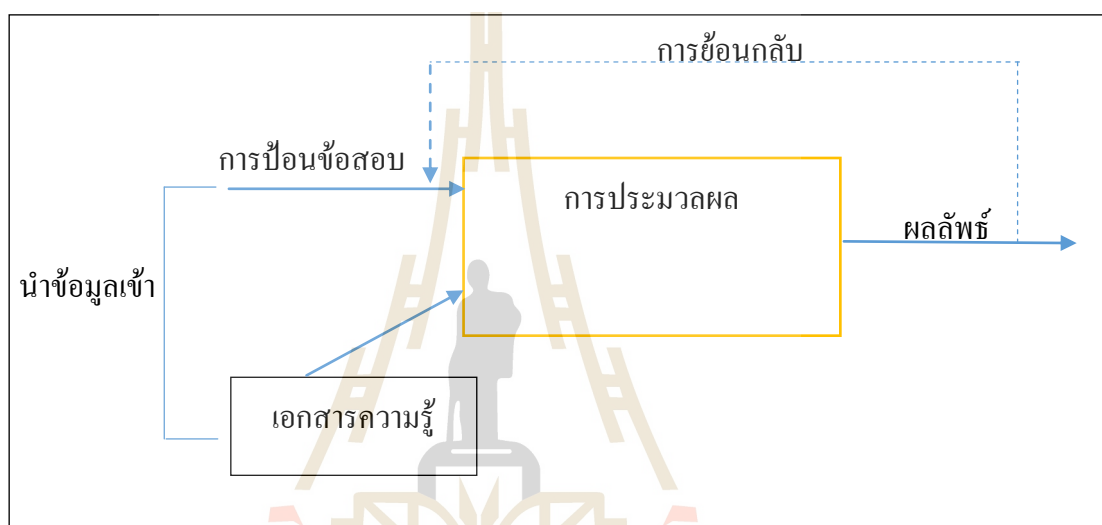 การย้อนกลับ
การป้อนข้อสอบ
การประมวลผล
ผลลัพธ์
นำข้อมูลเข้า
เอกสารความรู้